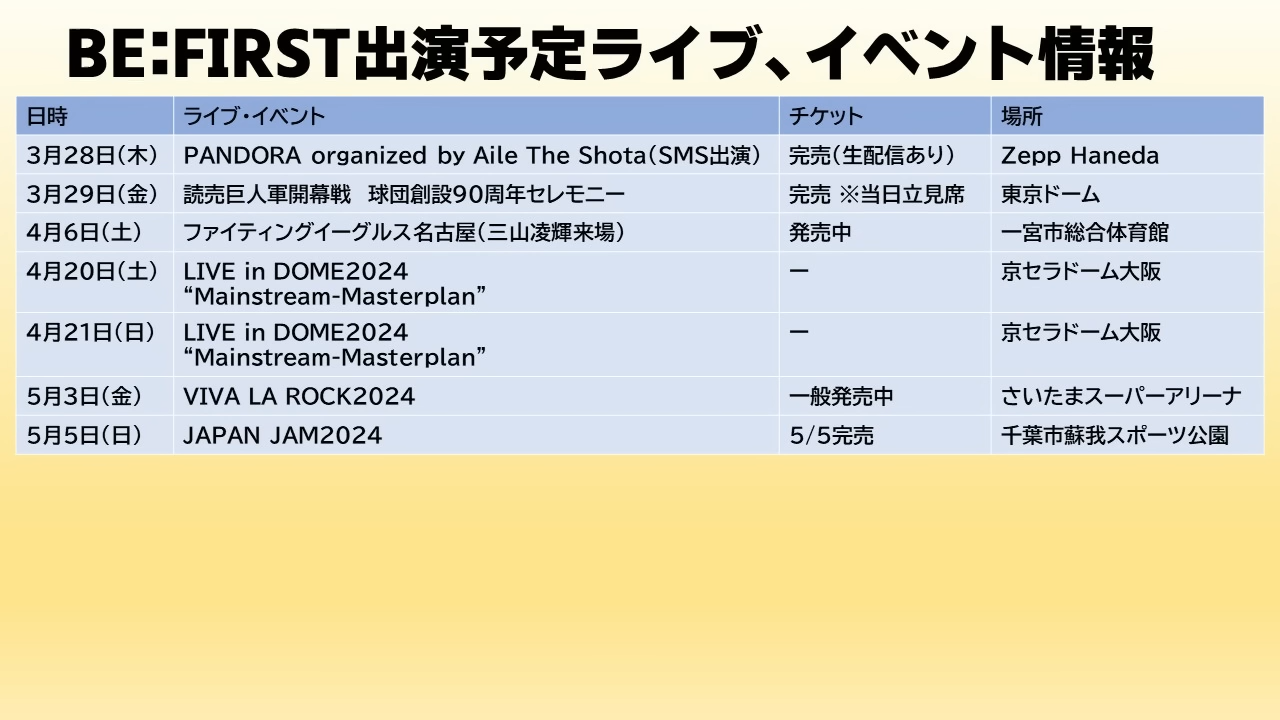 BE:FIRST出演予定ライブ、イベント情報
日時 ライブ・イベント チケット 場所
3月28日(木) PANDORA organized by Aile The Shota(SMS出演) 完売(生配信あり) Zepp Haneda
3月29日(金) 読売巨人軍開幕戦 球団創設90周年セレモニー 完売 ※当日立見席 東京ドーム
4月6日(土) ファイティングイーグルス名古屋(三山凌輝来場) 発売中 一宮市総合体育館
4月20日(土) LIVE in DOME2024 ー 京セラドーム大阪
“Mainstream-Masterplan”
4月21日(日) LIVE in DOME2024 ー 京セラドーム大阪
“Mainstream-Masterplan”
5月3日(金) VIVA LA ROCK2024 一般発売中 さいたまスーパーアリーナ
5月5日(日) JAPAN JAM2024 5/5完売 千葉市蘇我スポーツ公園